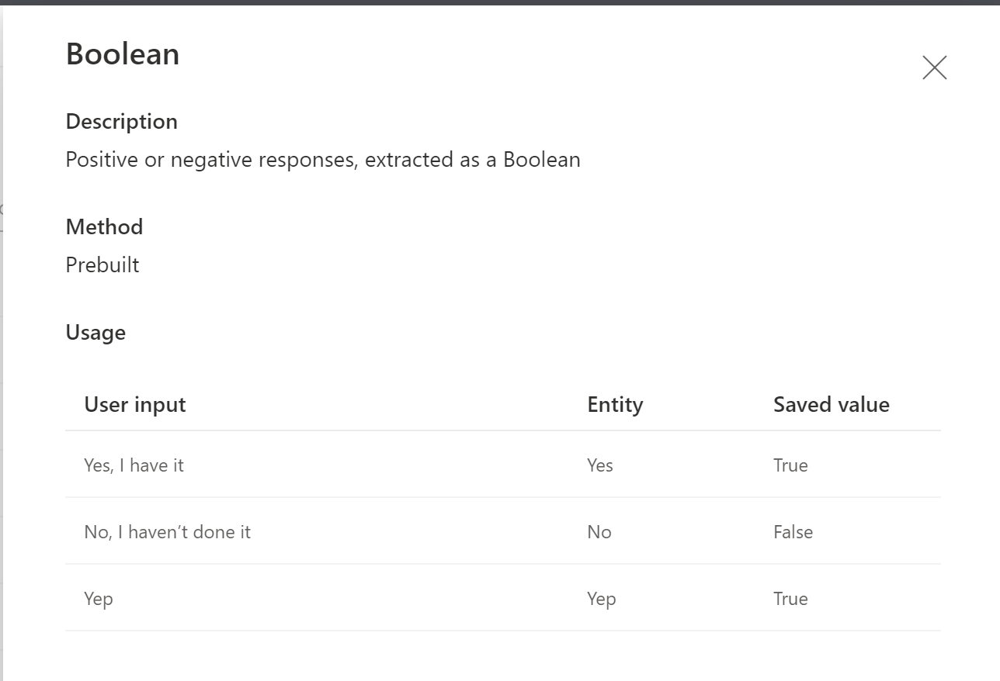 Boolean
Description
Positive or negative responses, extracted as a Boolean
Method
Prebuilt
Usage
User input Entity Saved value
Yes, I have it Yes True
No, I haven’t done it No False
Yep Yep True